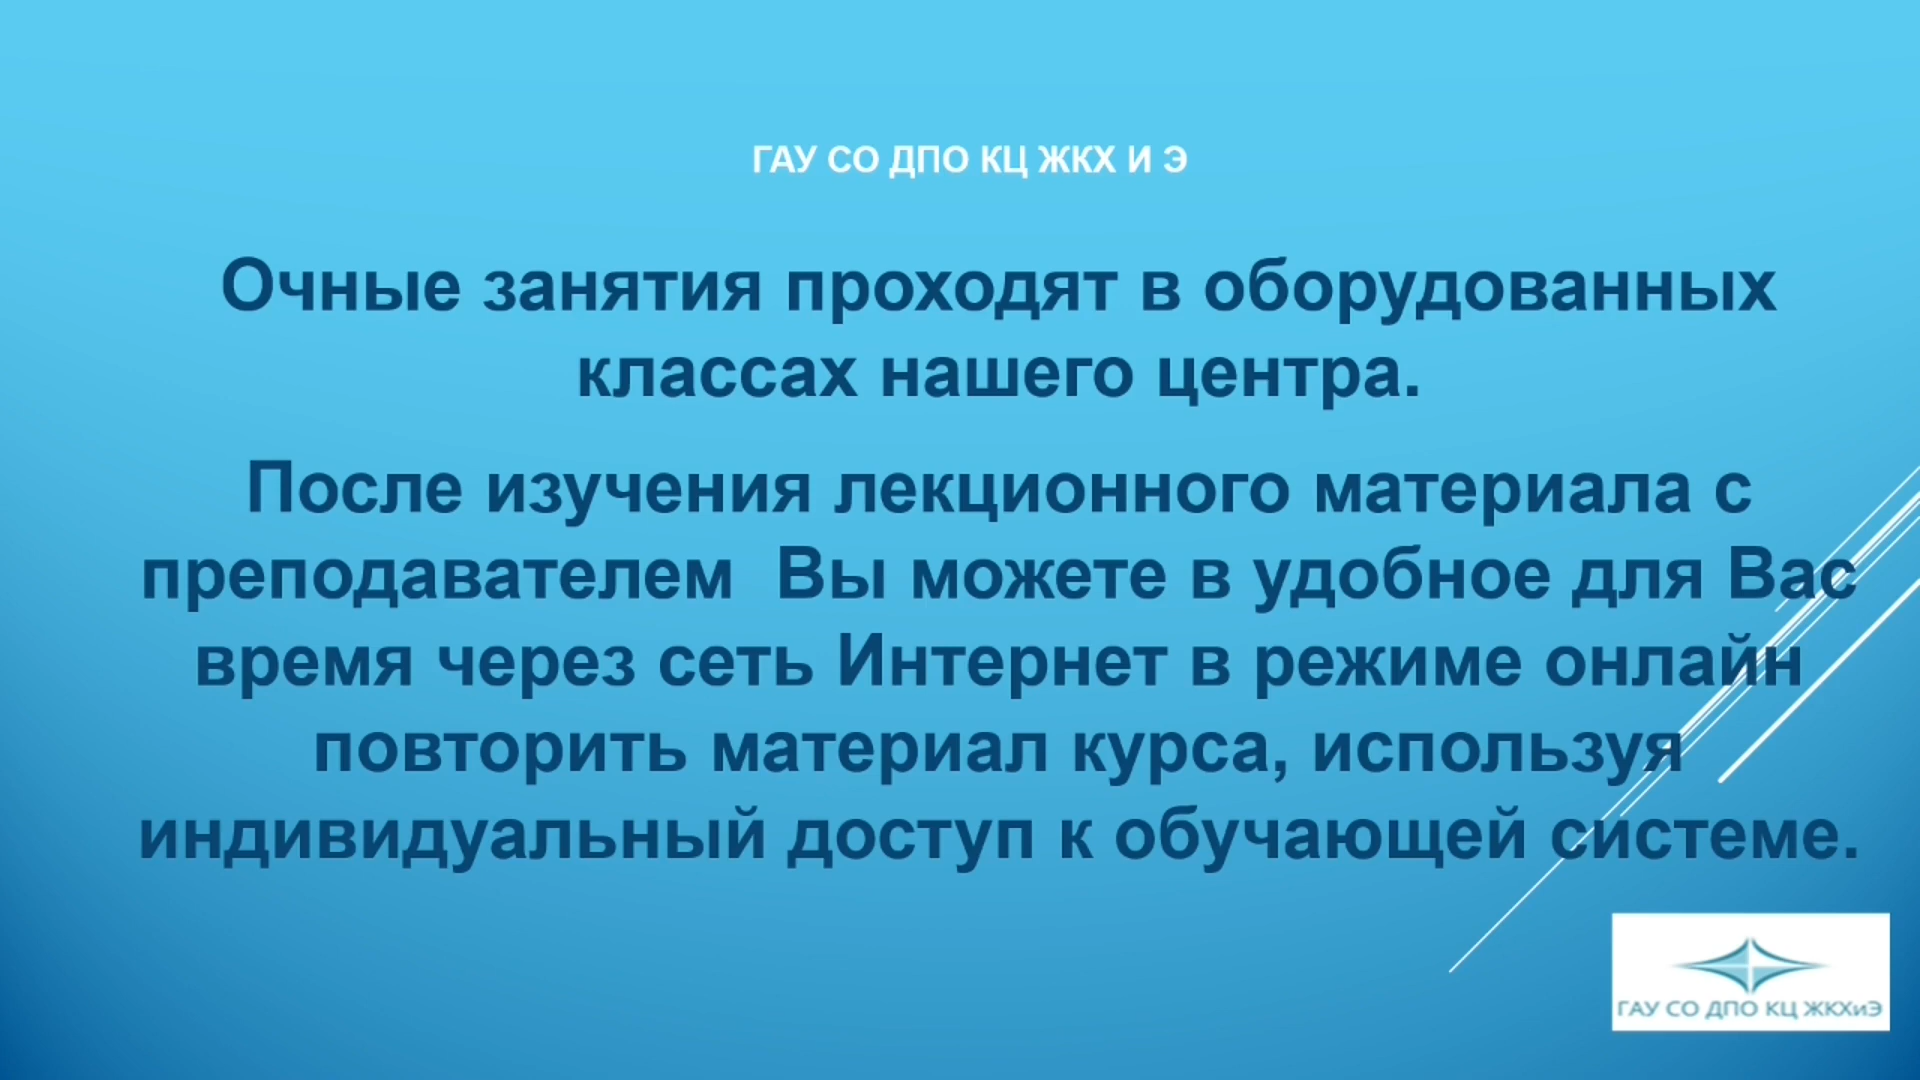 ГАУ СО ДПО КЦ ЖКХ И Э
Очные занятия проходят в оборудованных
классах нашего центра.
После изучения лекционного материала с
преподавателем  Вы можете в удобное для Вас
время через сеть Интернет в режиме онлайн
повторить материал курса, используя
индивидуальный доступ к обучающей системе.
ГАУ СО ДПО КЦ ЖКХиЭ